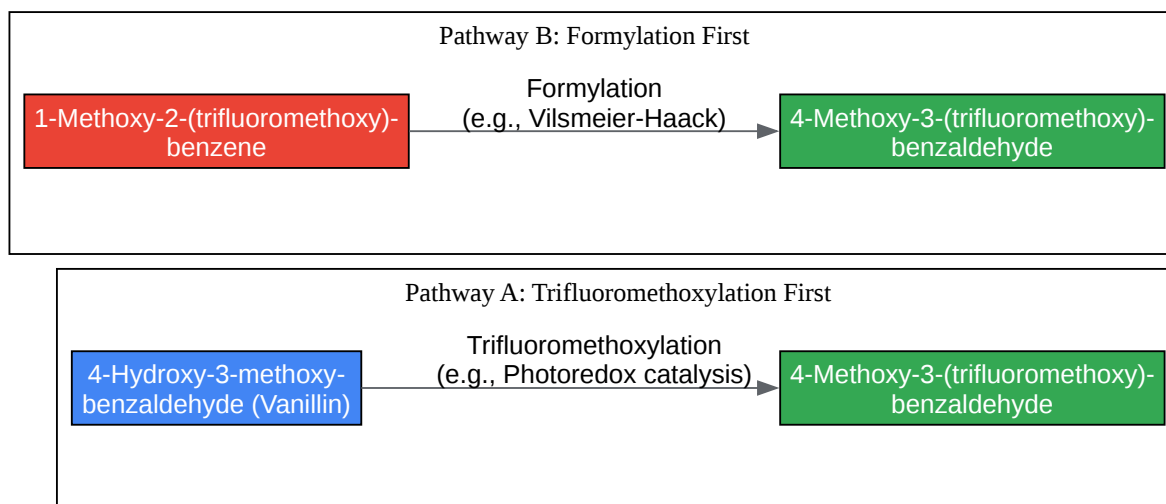 Pathway B: Formylation First
1-Methoxy-2-(trifluoromethoxy)-
benzene
Formylation
(e.g., Vilsmeier-Haack)
4-Methoxy-3-(trifluoromethoxy)-
benzaldehyde
Pathway A: Trifluoromethoxylation First
4-Hydroxy-3-methoxy-
benzaldehyde (Vanillin)
Trifluoromethoxylation
(e.g., Photoredox catalysis)
4-Methoxy-3-(trifluoromethoxy)-
benzaldehyde